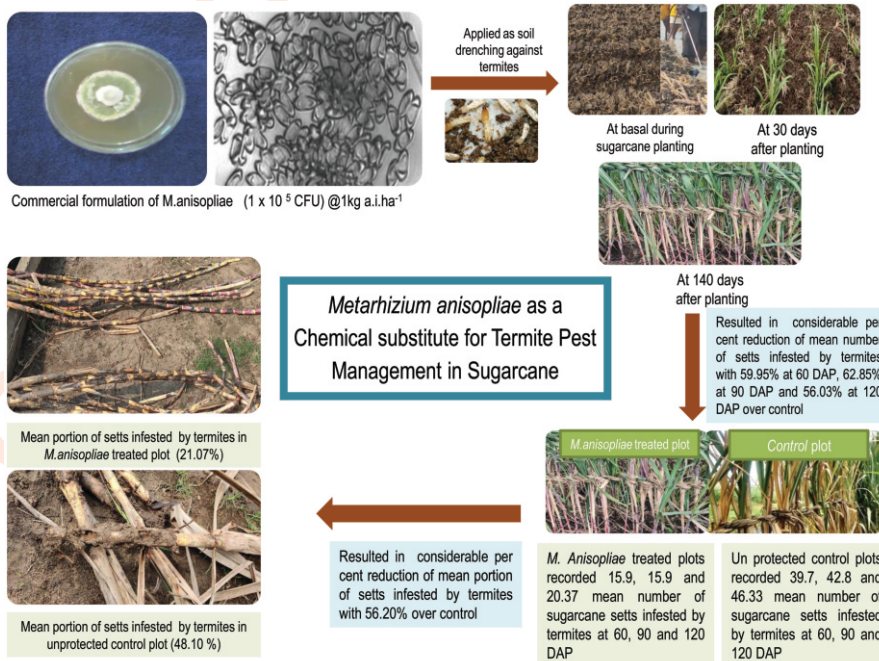 Applied as soil
drenching against
termites
At basal during
sugarcane planting
At 30 days
after planting
Commercial formulation of M.anisopliae (1 x 10 ⁵ CFU) @1kg a.i.ha⁻¹
At 140 days
after planting
Metarhizium anisopliae as a
Chemical substitute for Termite Pest
Management in Sugarcane
Resulted in considerable per
cent reduction of mean number
of setts infested by termites
with 59.95% at 60 DAP, 62.85%
at 90 DAP and 56.03% at 120
DAP over control
M.anisopliae treated plot
Control plot
M. Anisopliae treated plots
recorded 15.9, 15.9 and
20.37 mean number of
sugarcane setts infested by
termites at 60, 90 and 120
DAP
Un protected control plots
recorded 39.7, 42.8 and
46.33 mean number of
sugarcane setts infested
by termites at 60, 90 and
120 DAP
Resulted in considerable per
cent reduction of mean portion
of setts infested by termites
with 56.20% over control
Mean portion of setts infested by termites in
M.anisopliae treated plot (21.07%)
Mean portion of setts infested by termites in
unprotected control plot (48.10 %)